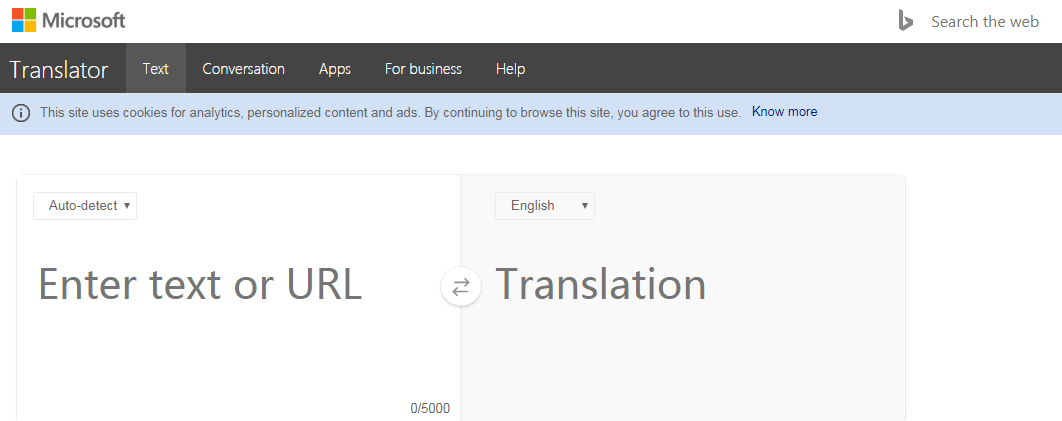 Microsoft
Search the web
Translator Text Conversation Apps For business Help
This site uses cookies for analytics, personalized content and ads. By continuing to browse this site, you agree to this use. Know more
Auto-detect
English
Enter text or URL
Translation
0/5000